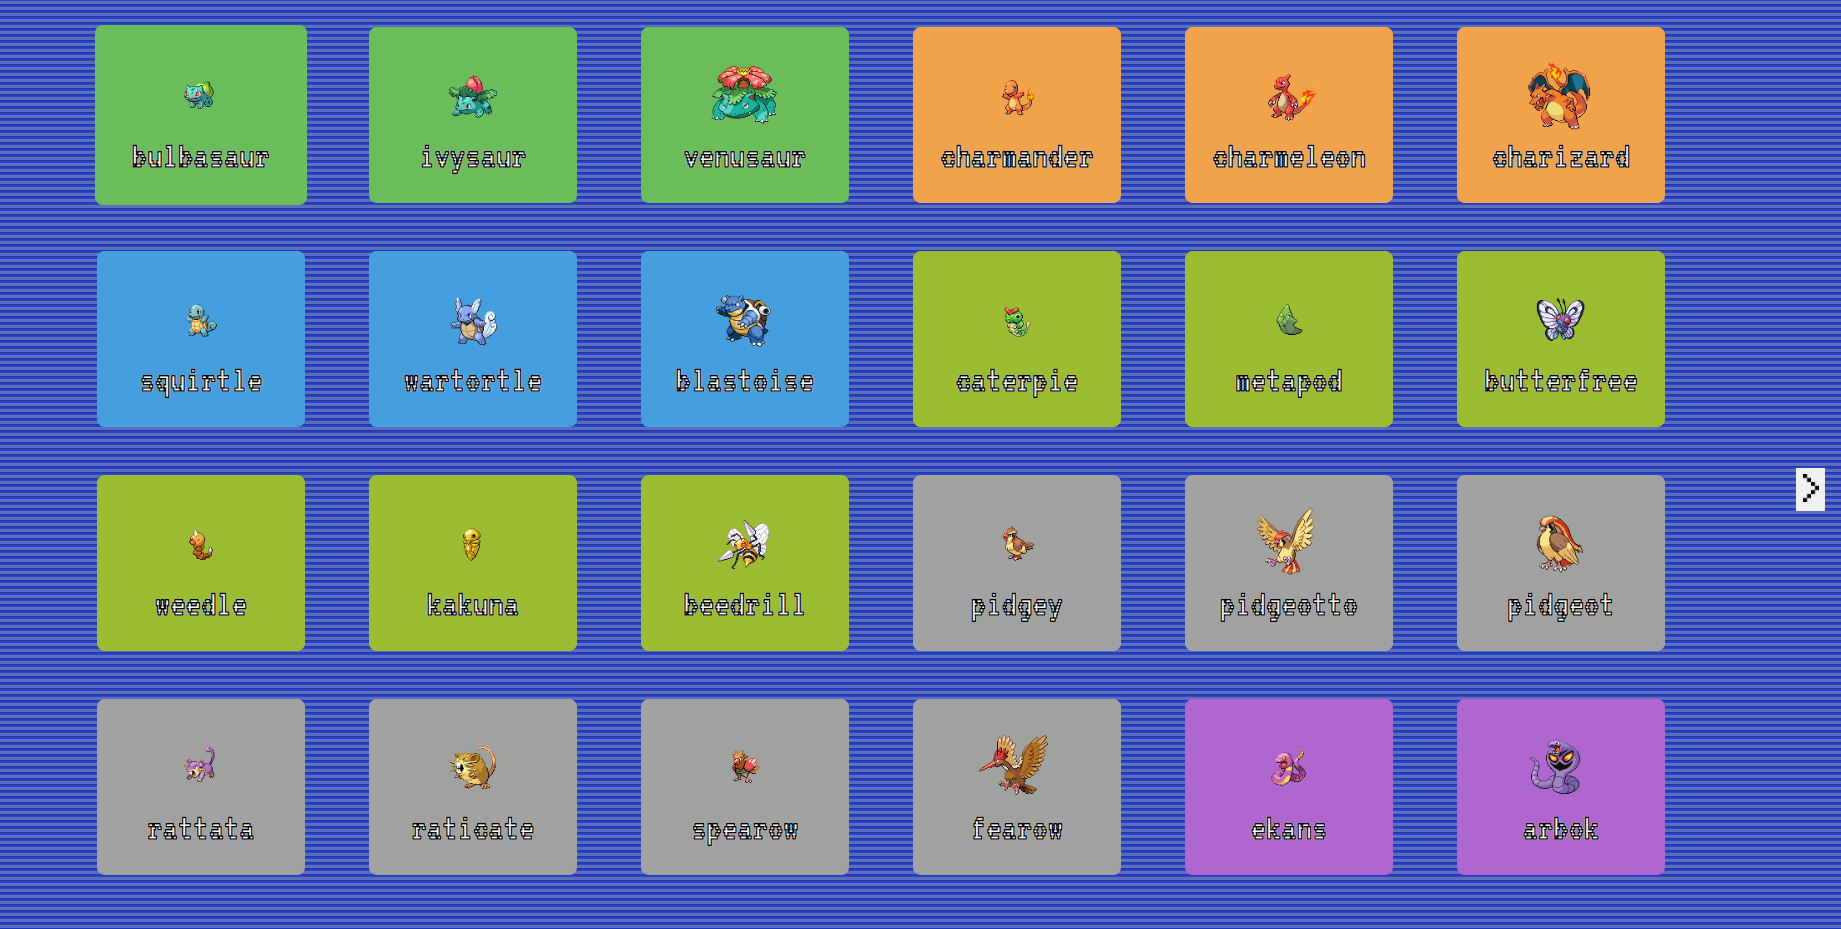 bulbasaur
ivysaur
venusaur
charmander
charmeleon
charizard
squirtle
wartortle
blastoise
caterpie
metapod
butterfree
>
weedle
kakuna
beedrill
pidgey
pidgeotto
pidgeot
rattata
raticate
spearow
fearow
ekans
arbok